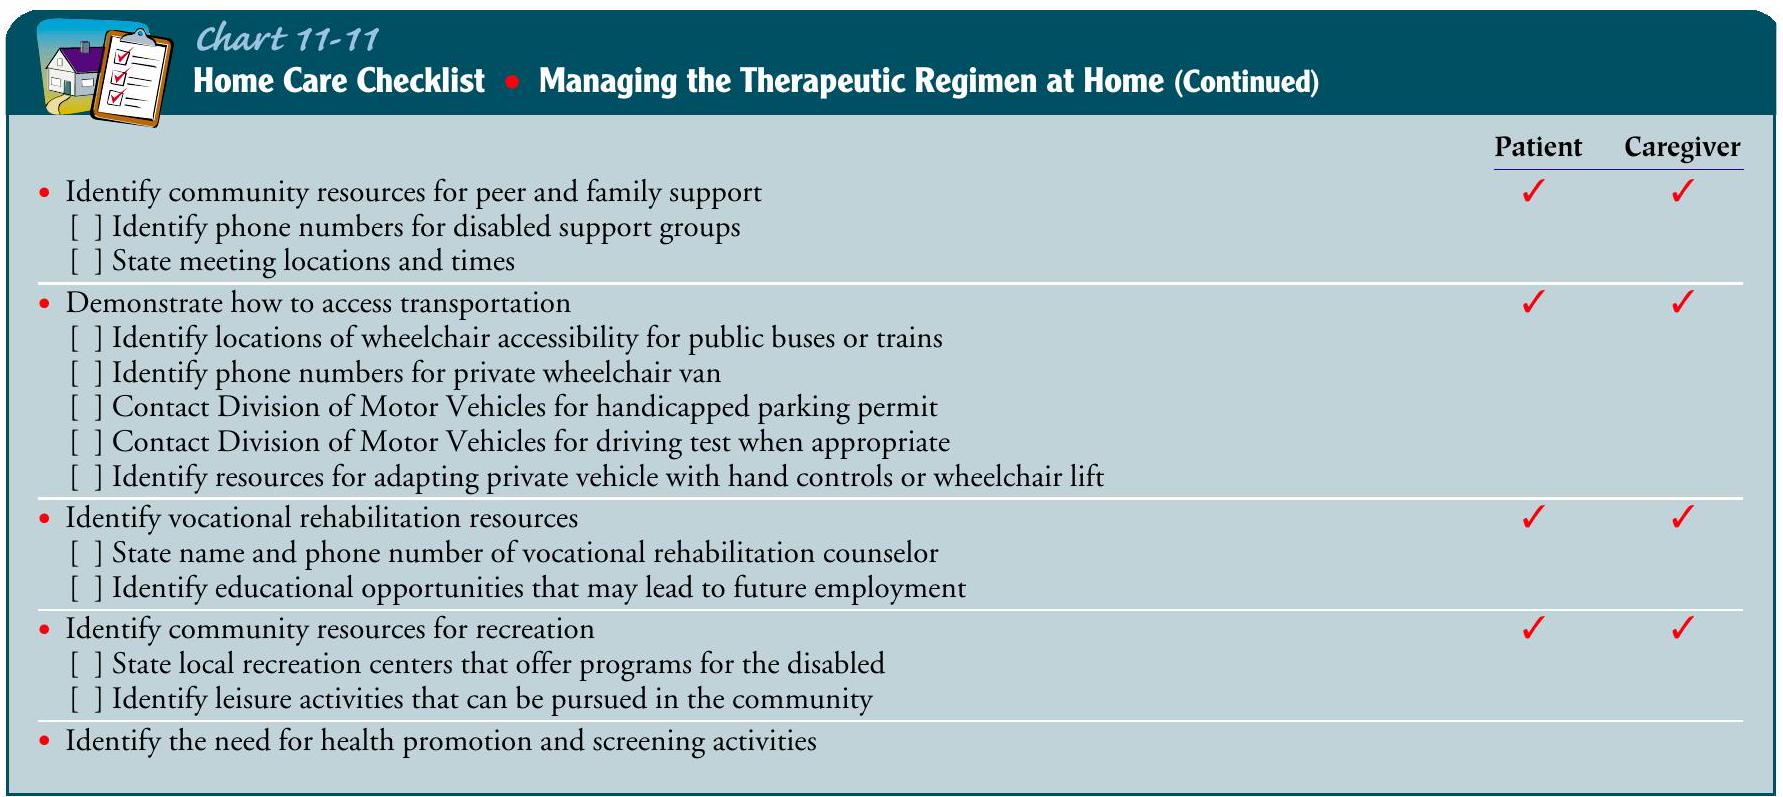 Chart 11-11
Home Care Checklist • Managing the Therapeutic Regimen at Home (Continued)
Patient Caregiver
• Identify community resources for peer and family support ✓ ✓
[ ] Identify phone numbers for disabled support groups
[ ] State meeting locations and times
• Demonstrate how to access transportation ✓ ✓
[ ] Identify locations of wheelchair accessibility for public buses or trains
[ ] Identify phone numbers for private wheelchair van
[ ] Contact Division of Motor Vehicles for handicapped parking permit
[ ] Contact Division of Motor Vehicles for driving test when appropriate
[ ] Identify resources for adapting private vehicle with hand controls or wheelchair lift
• Identify vocational rehabilitation resources ✓ ✓
[ ] State name and phone number of vocational rehabilitation counselor
[ ] Identify educational opportunities that may lead to future employment
• Identify community resources for recreation ✓ ✓
[ ] State local recreation centers that offer programs for the disabled
[ ] Identify leisure activities that can be pursued in the community
• Identify the need for health promotion and screening activities